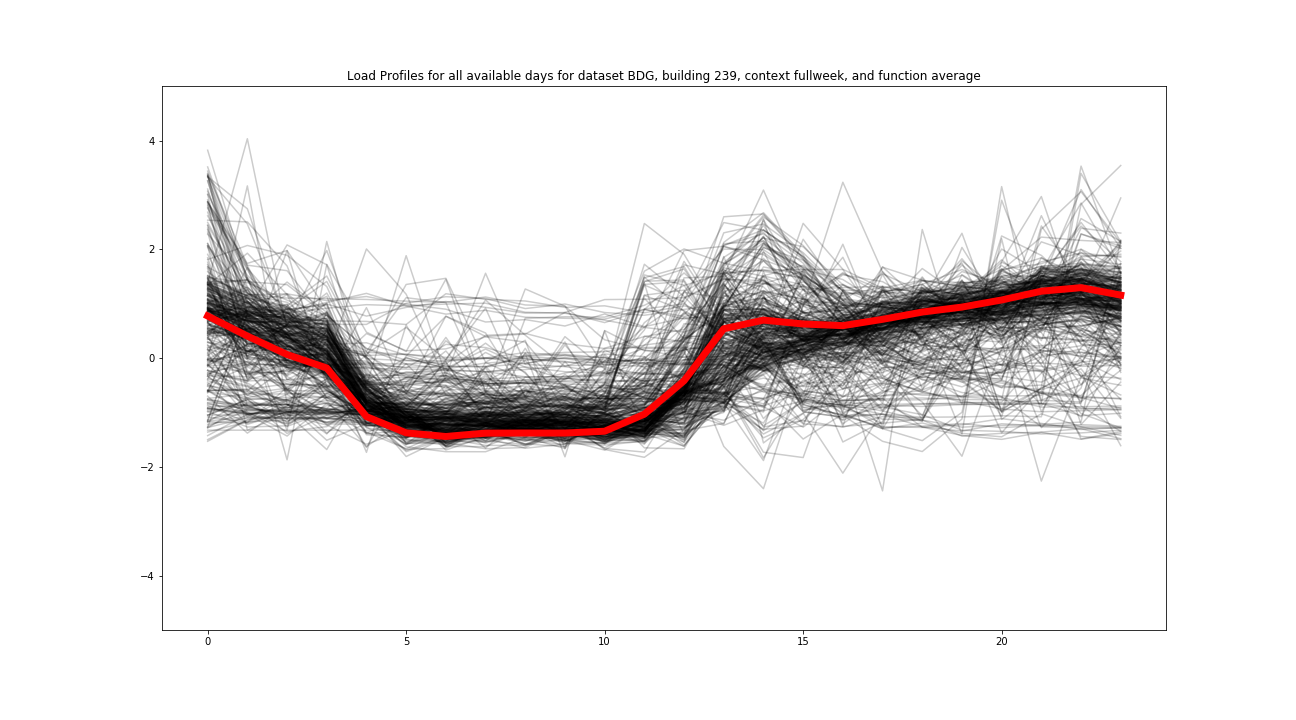 Load Profiles for all available days for dataset BDG, building 239, context fullweek, and function average
4
2
0
−2
−4
0 5 10 15 20